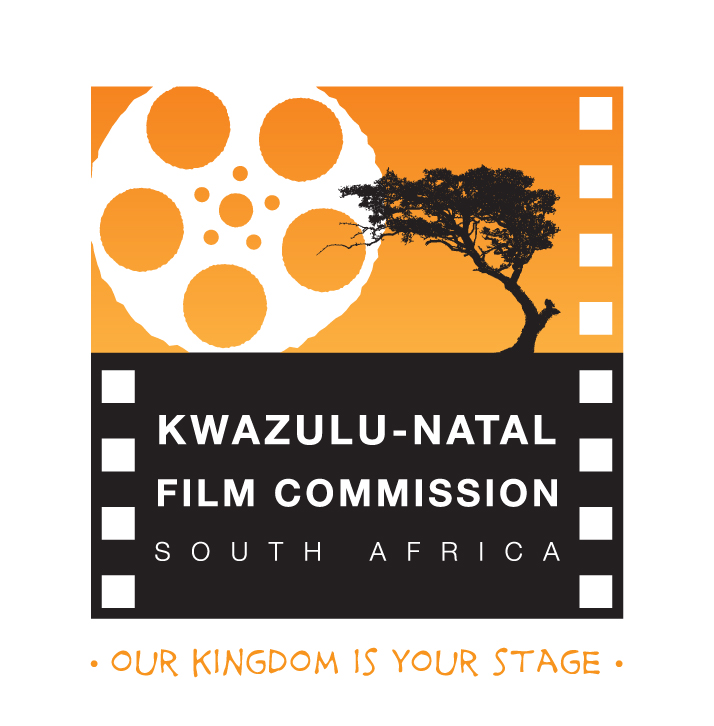 KWAZULU-NATAL
FILM COMMISSION
SOUTH AFRICA
• OUR KINGDOM IS YOUR STAGE •